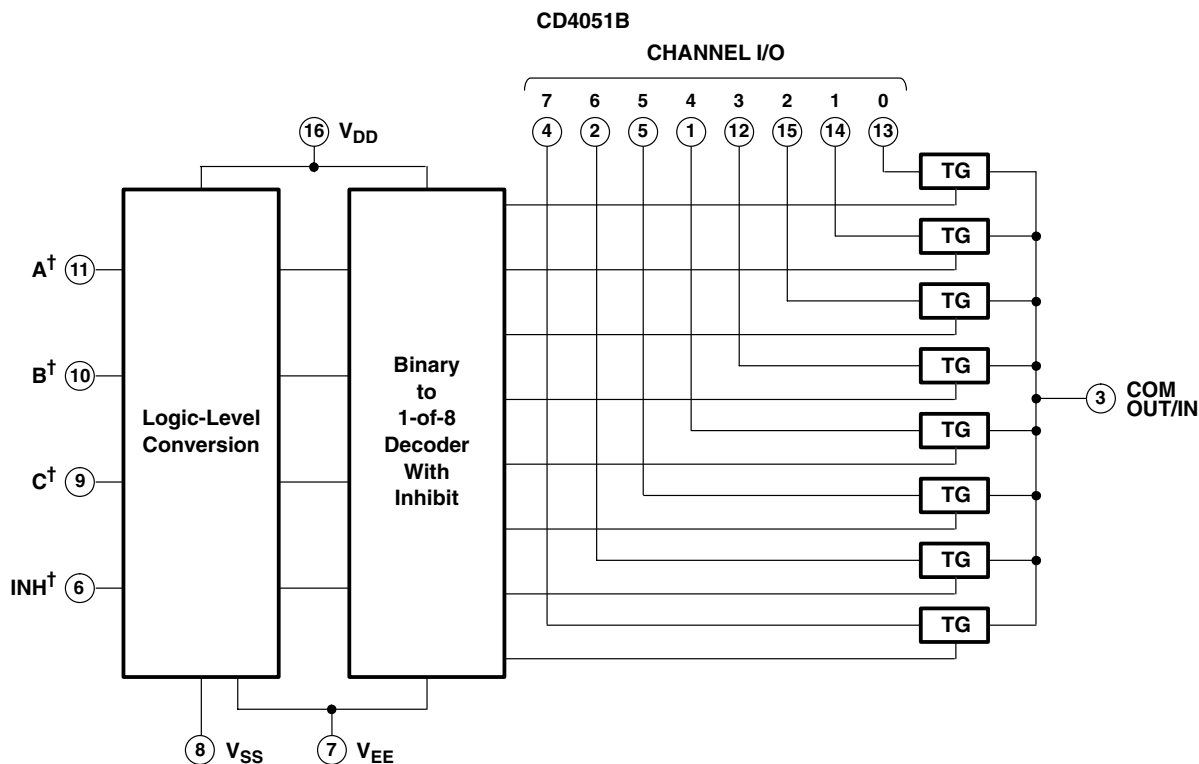 CD4051B
CHANNEL I/O
7 6 5 4 3 2 1 0
4 2 5 1 12 15 14 13
16 VDD
TG
TG
TG
TG
TG
TG
TG
TG
A† 11
B† 10
C† 9
INH† 6
Logic-Level
Conversion
Binary
to
1-of-8
Decoder
With
Inhibit
3 COM
OUT/IN
8 VSS
7 VEE